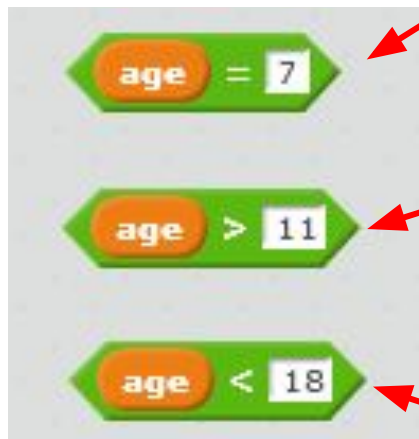 age = 7
age > 11
age < 18